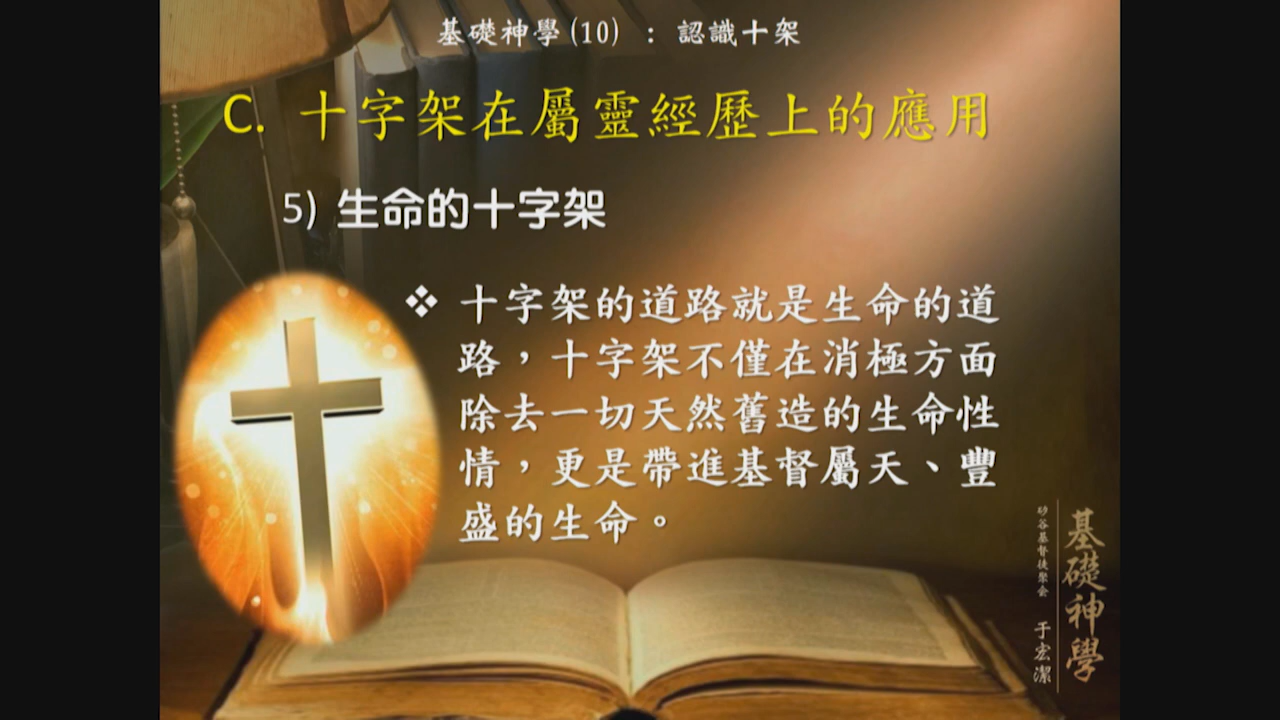 基礎神學(10)：認識十架
C. 十字架在屬靈經歷上的應用
5) 生命的十字架
❖ 十字架的道路就是生命的道
路，十字架不僅在消極方面
除去一切天然舊造的生命性
情，更是帶進基督屬天、豐
盛的生命。
基礎神學
矽谷基督徒聚会 于宏潔